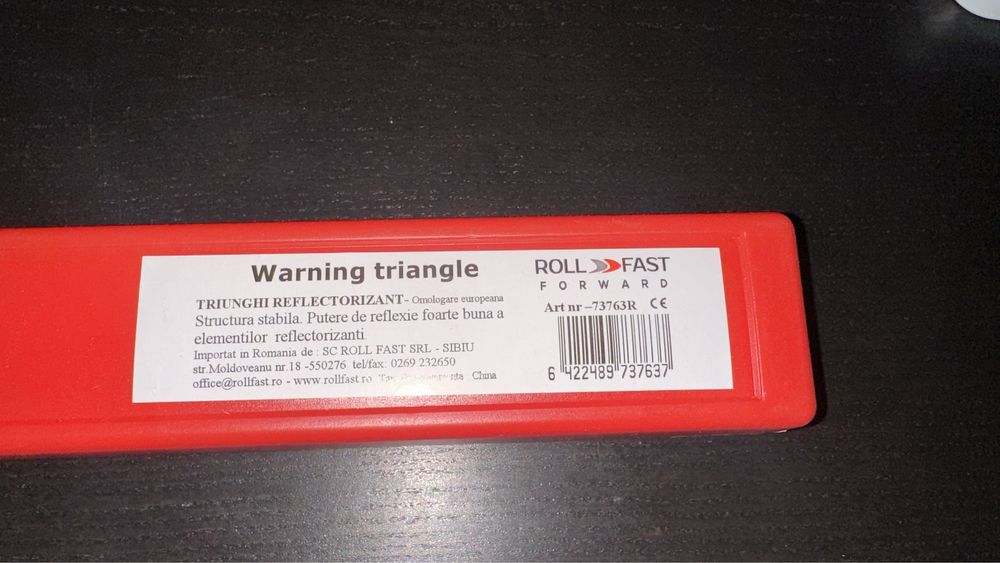 Warning triangle
TRIUNGHI REFLECTORIZANT- Omologare europeana
Structura stabila. Putere de reflexie foarte buna a
elementilor reflectorizanti
Importat in Romania de : SC ROLL FAST SRL - SIBIU
str.Moldoveanu nr.18 -550276 tel/fax: 0269.232650
office@rollfast.ro - www.rollfast.ro China
ROLL FAST
FORWARD
Art nr –73763R CE
6 422489 737637